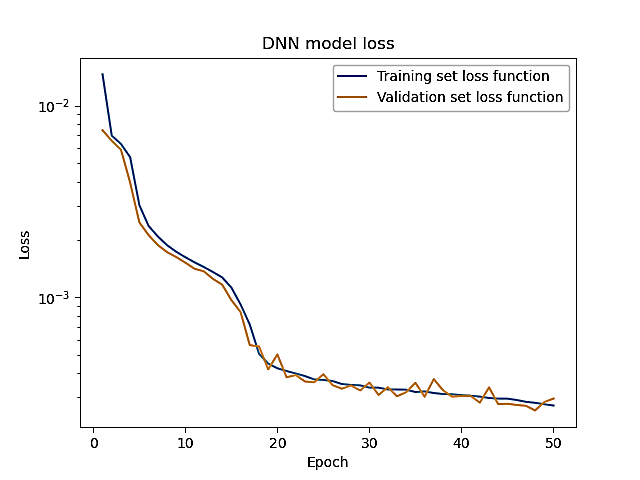 DNN model loss
Training set loss function
Validation set loss function
10⁻²
10⁻³
Loss
0 10 20 30 40 50
Epoch